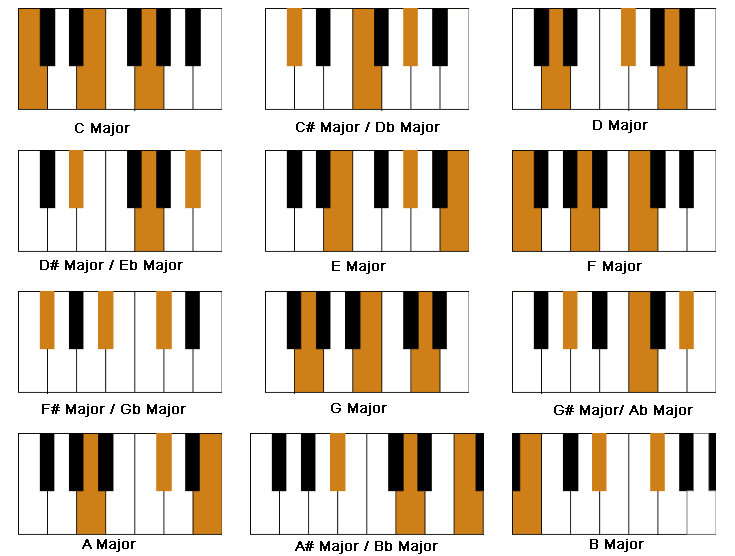 C Major
C# Major / Db Major
D Major
D# Major / Eb Major
E Major
F Major
F# Major / Gb Major
G Major
G# Major/ Ab Major
A Major
A# Major / Bb Major
B Major